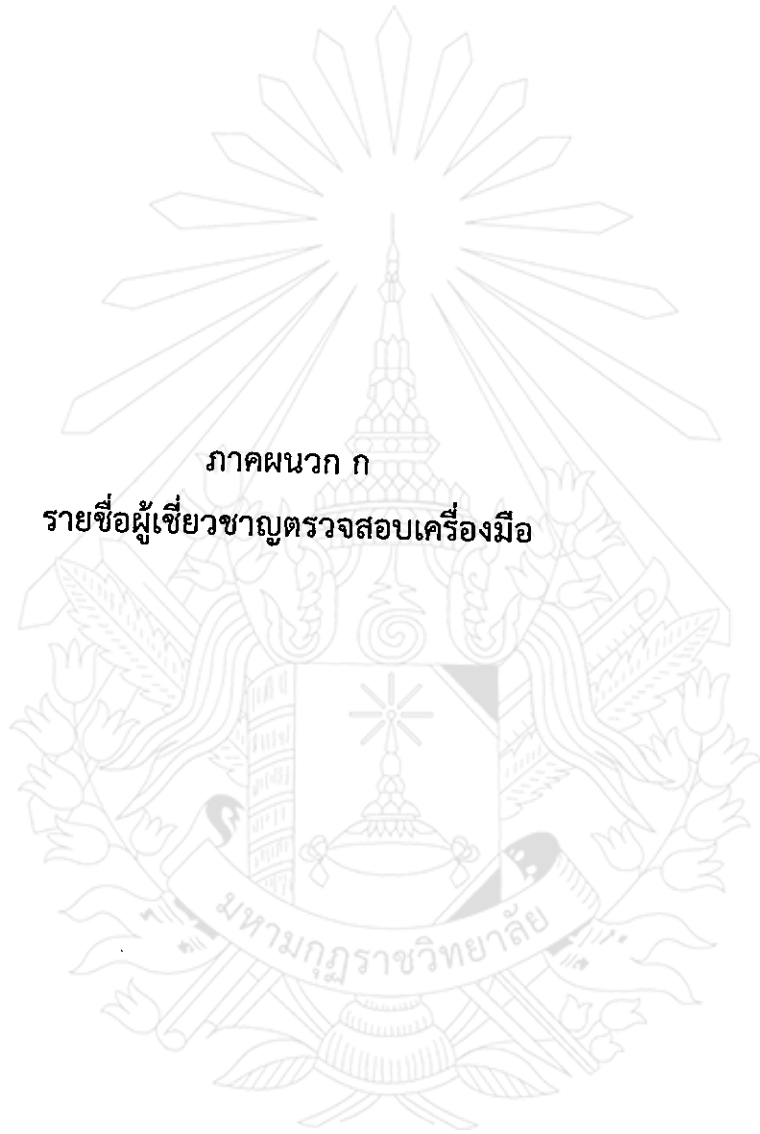 ภาคผนวก ก
รายชื่อผู้เชี่ยวชาญตรวจสอบเครื่องมือ
มหามกุฏราชวิทยาลัย